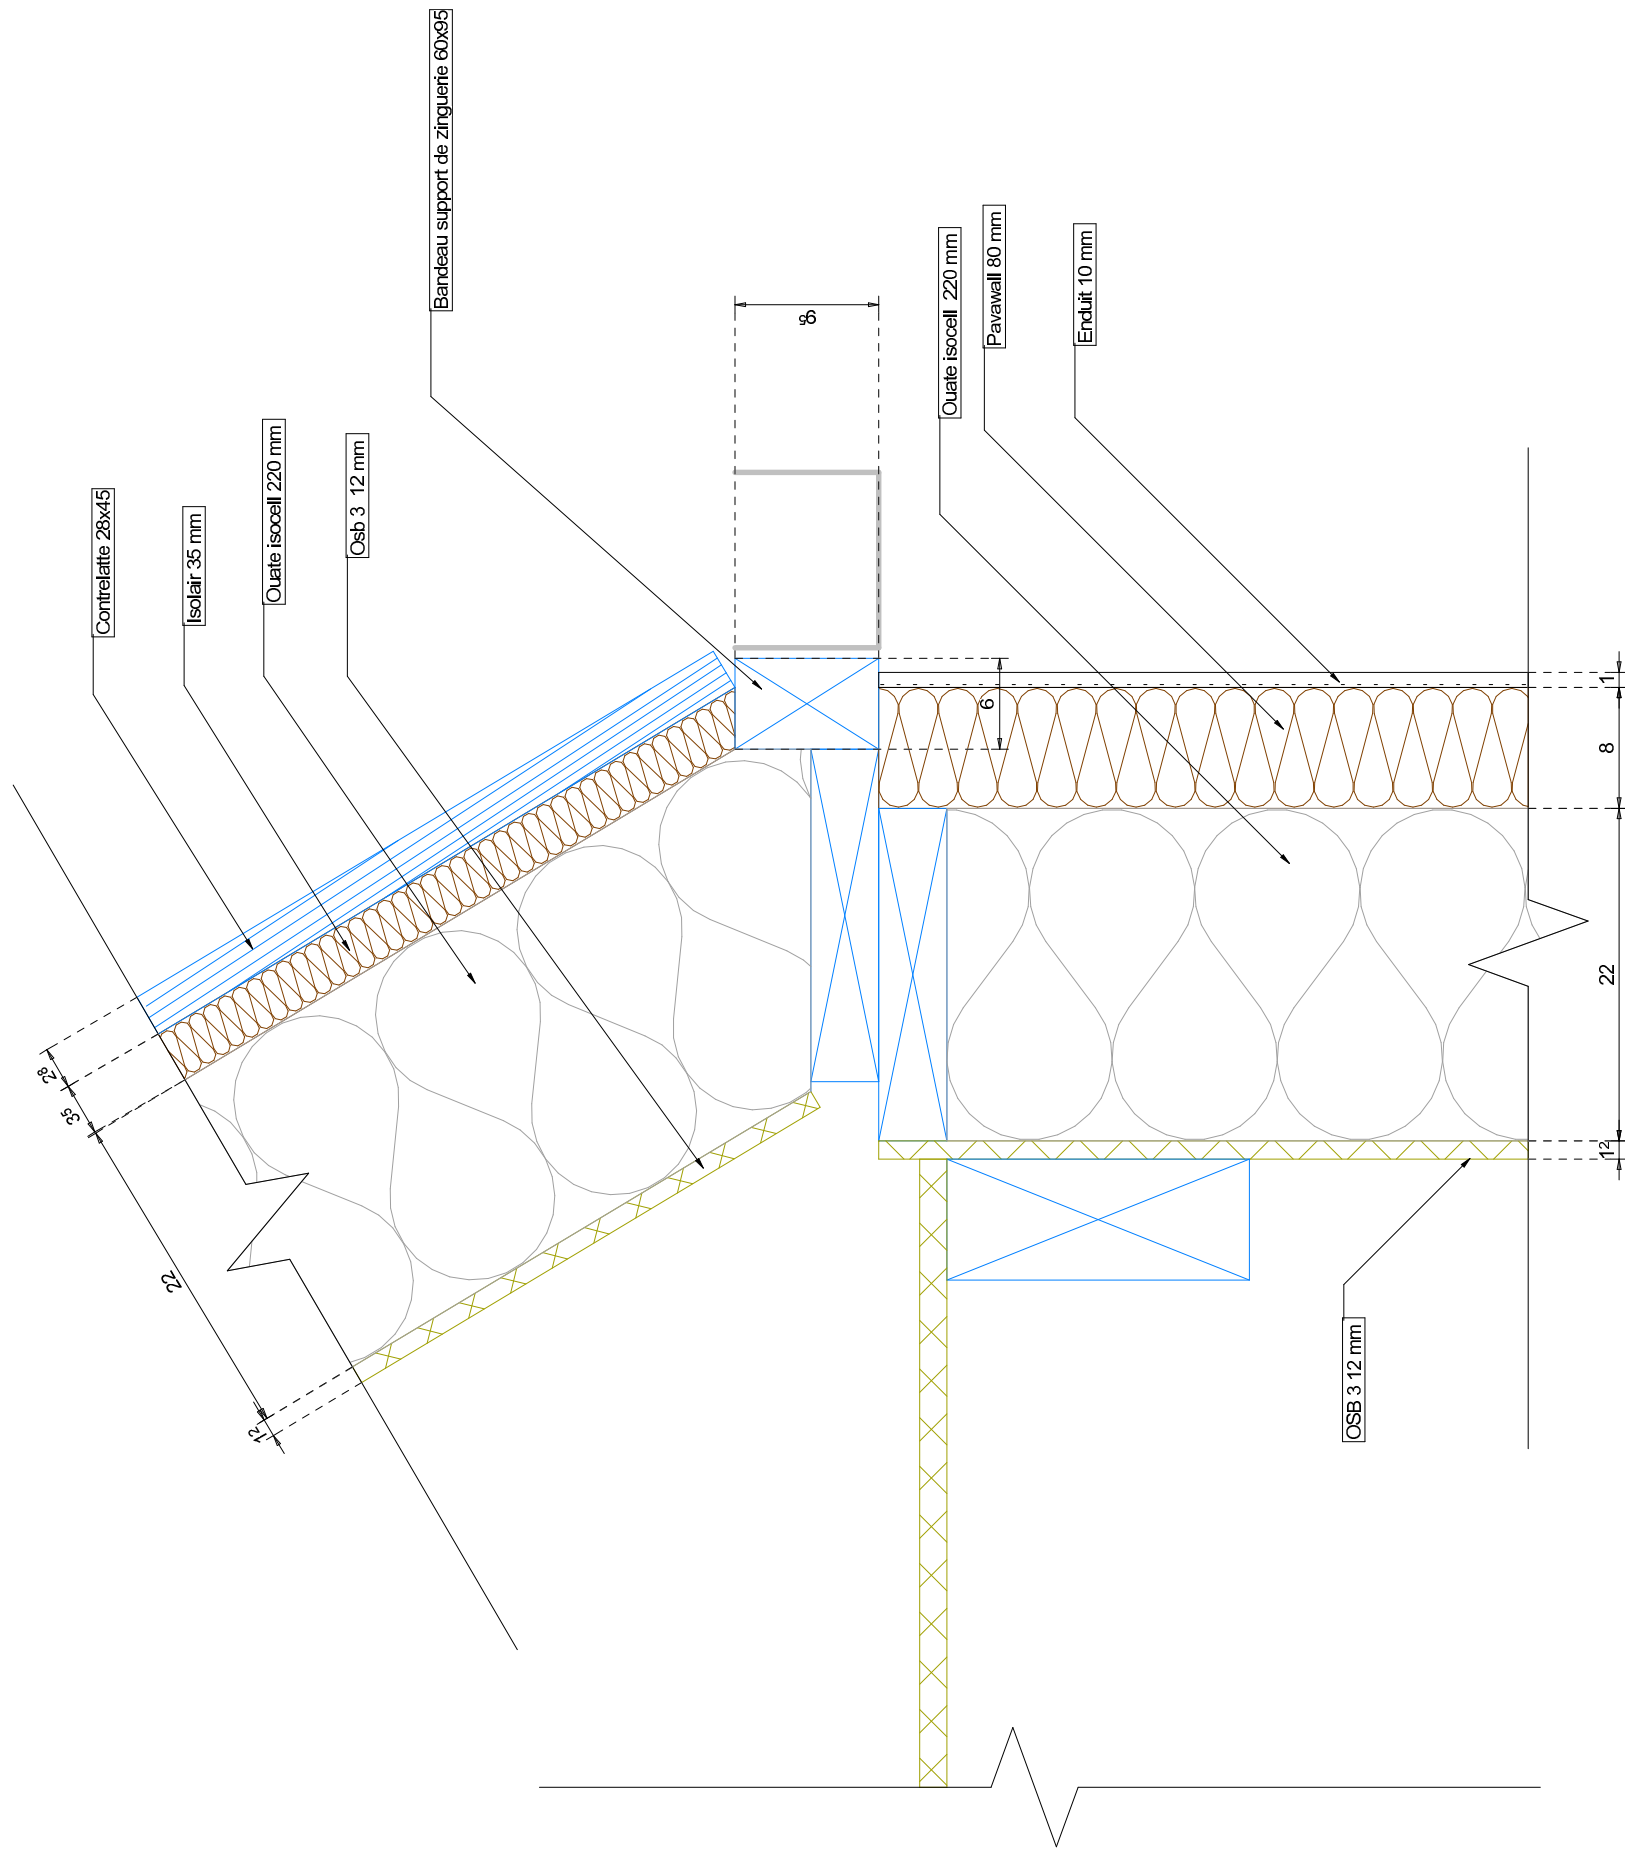 Contrelatte 28x45
Isolair 35 mm
Ouate isocell 220 mm
Osb 3 12 mm
Bandeau support de zinguerie 60x95
Ouate isocell 220 mm
Pavawall 80 mm
Enduit 10 mm
OSB 3 12 mm
95
6
1
8
22
1²
2⁸
3⁵
22
1²